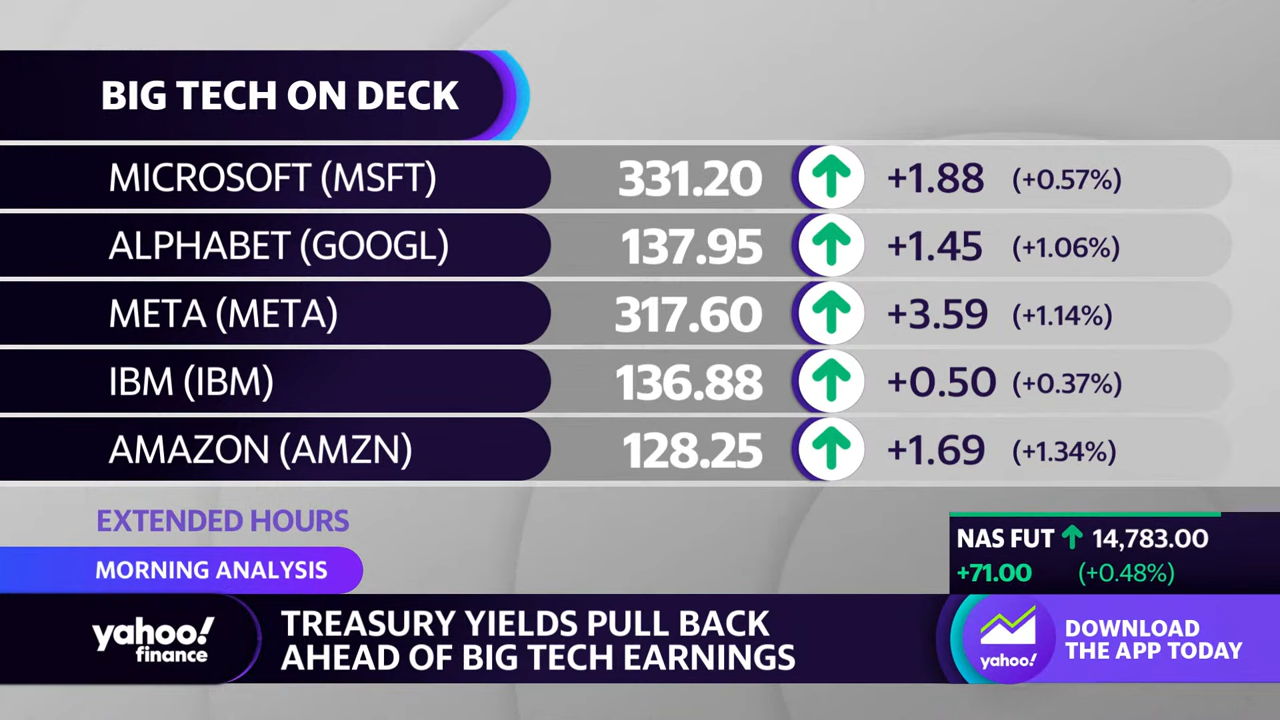 BIG TECH ON DECK
MICROSOFT (MSFT) 331.20 +1.88 (+0.57%)
ALPHABET (GOOGL) 137.95 +1.45 (+1.06%)
META (META) 317.60 +3.59 (+1.14%)
IBM (IBM) 136.88 +0.50 (+0.37%)
AMAZON (AMZN) 128.25 +1.69 (+1.34%)
EXTENDED HOURS
MORNING ANALYSIS
NAS FUT 14,783.00
+71.00 (+0.48%)
yahoo!
finance
TREASURY YIELDS PULL BACK
AHEAD OF BIG TECH EARNINGS
yahoo!
DOWNLOAD
THE APP TODAY